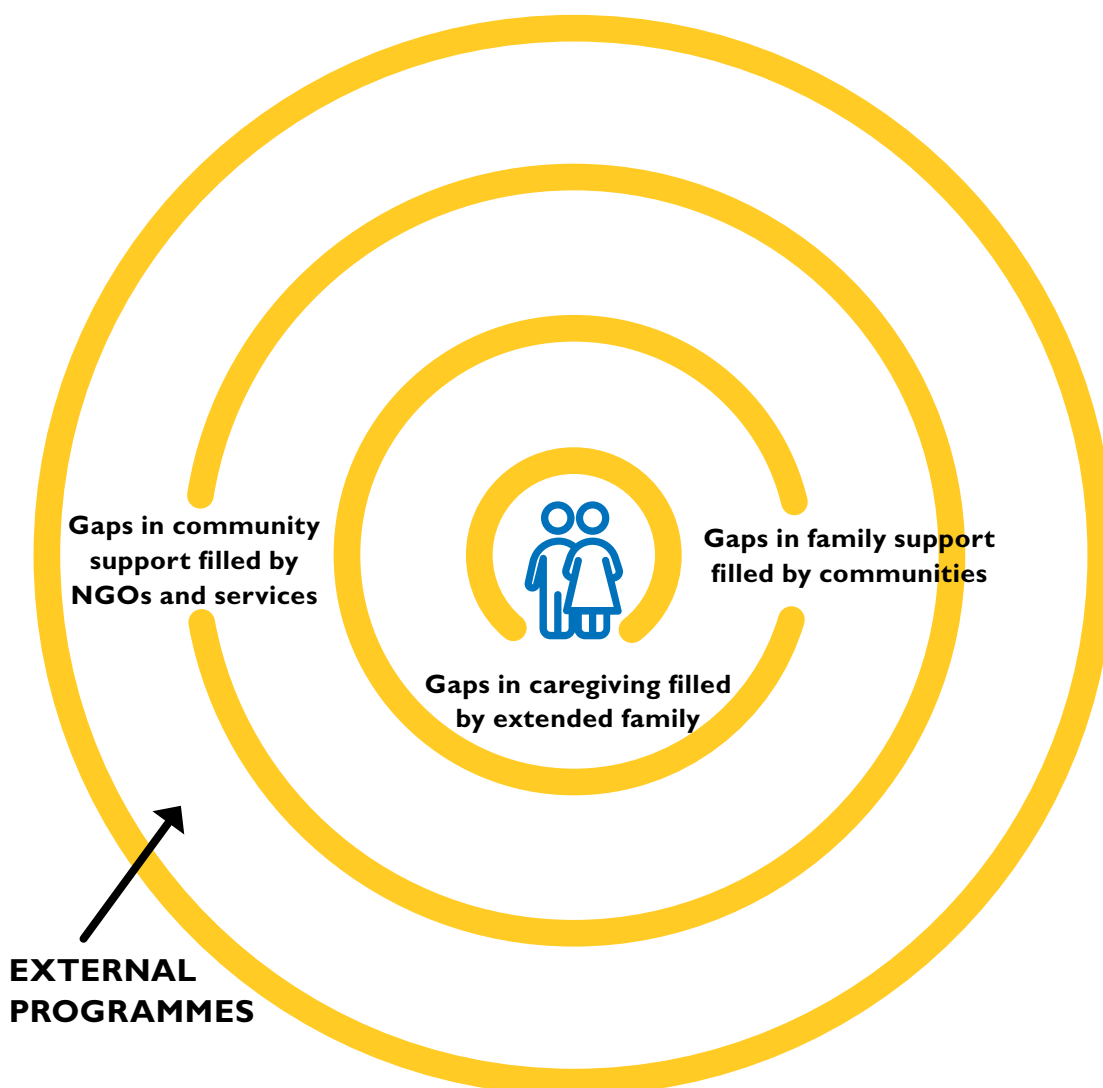 Gaps in community
support filled by
NGOs and services
Gaps in family support
filled by communities
Gaps in caregiving filled
by extended family
EXTERNAL
PROGRAMMES